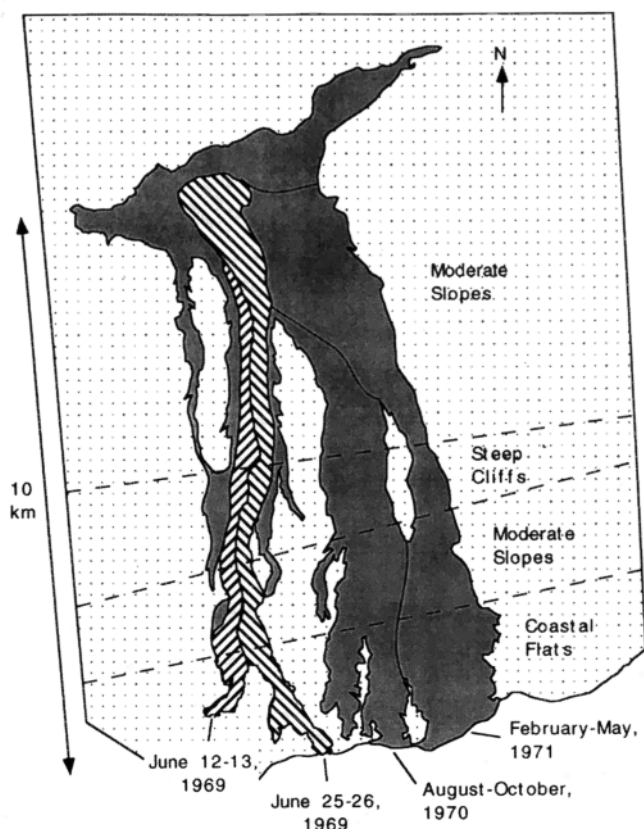 N
Moderate
Slopes
Steep
Cliffs
10
km
Moderate
Slopes
Coastal
Flats
February-May,
1971
June 12-13,
1969
August-October,
1970
June 25-26,
1969